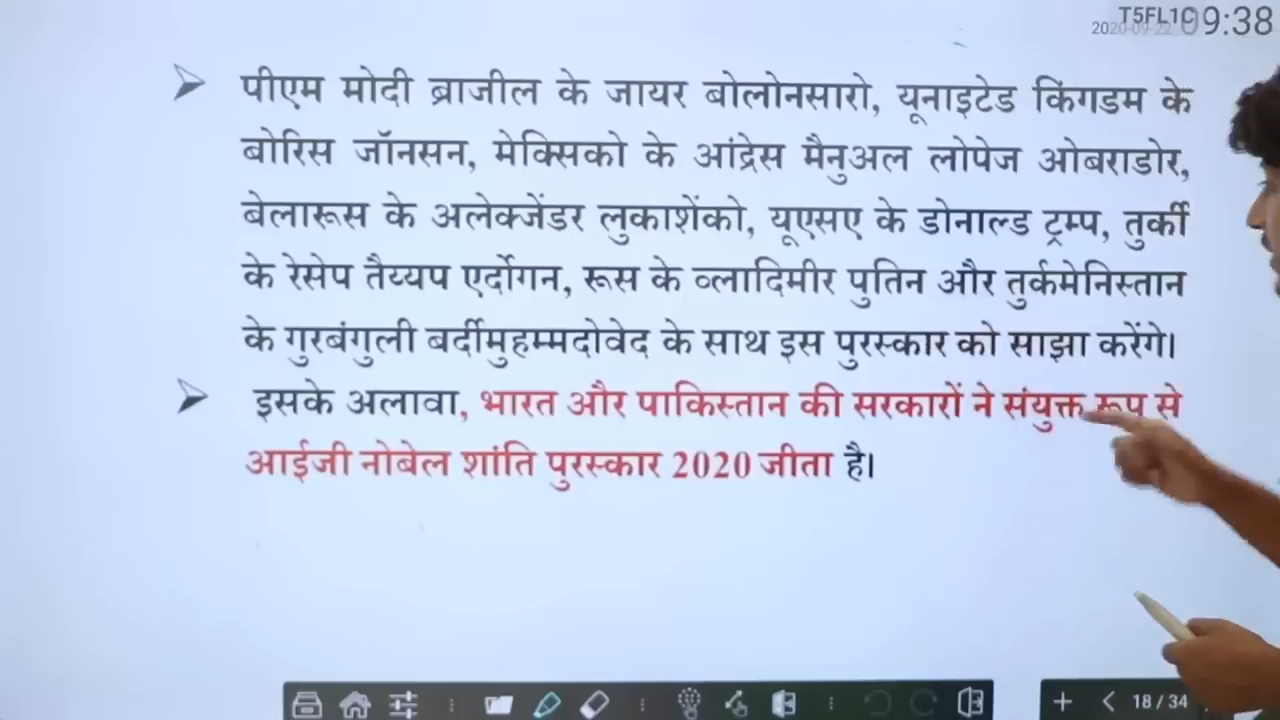 T5FL1C
2020-09-22 09:38
पीएम मोदी ब्राजील के जायर बोलोनसारो, यूनाइटेड किंगडम के
बोरिस जॉनसन, मेक्सिको के आंद्रेस मैनुअल लोपेज ओबराडोर,
बेलारूस के अलेक्जेंडर लुकाशेंको, यूएसए के डोनाल्ड ट्रम्प, तुर्की
के रेसेप तैय्यप एर्दोगन, रूस के व्लादिमीर पुतिन और तुर्कमेनिस्तान
के गुरबंगुली बर्दीमुहम्मदोवेद के साथ इस पुरस्कार को साझा करेंगे।
इसके अलावा, भारत और पाकिस्तान की सरकारों ने संयुक्त रूप से
आईजी नोबेल शांति पुरस्कार 2020 जीता है।
18 / 34